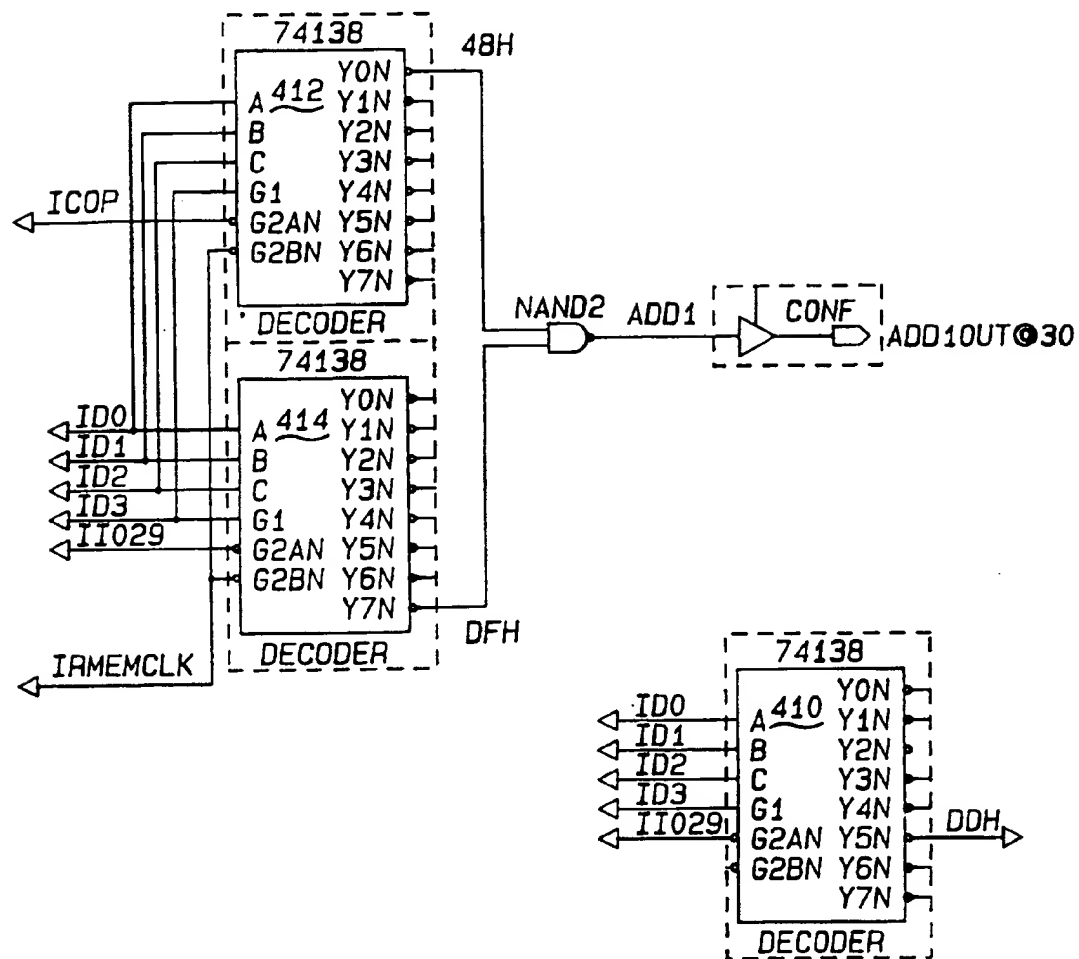 74138
412
A
B
C
G1
G2AN
G2BN
Y0N
Y1N
Y2N
Y3N
Y4N
Y5N
Y6N
Y7N
DECODER
48H
ICOP
74138
414
A
B
C
G1
G2AN
G2BN
Y0N
Y1N
Y2N
Y3N
Y4N
Y5N
Y6N
Y7N
DECODER
ID0
ID1
ID2
ID3
IIO29
IRMEMCLK
DFH
NAND2
ADD1
CONF
ADD1OUT@30
74138
410
A
B
C
G1
G2AN
G2BN
Y0N
Y1N
Y2N
Y3N
Y4N
Y5N
Y6N
Y7N
DECODER
ID0
ID1
ID2
ID3
IIO29
DDH